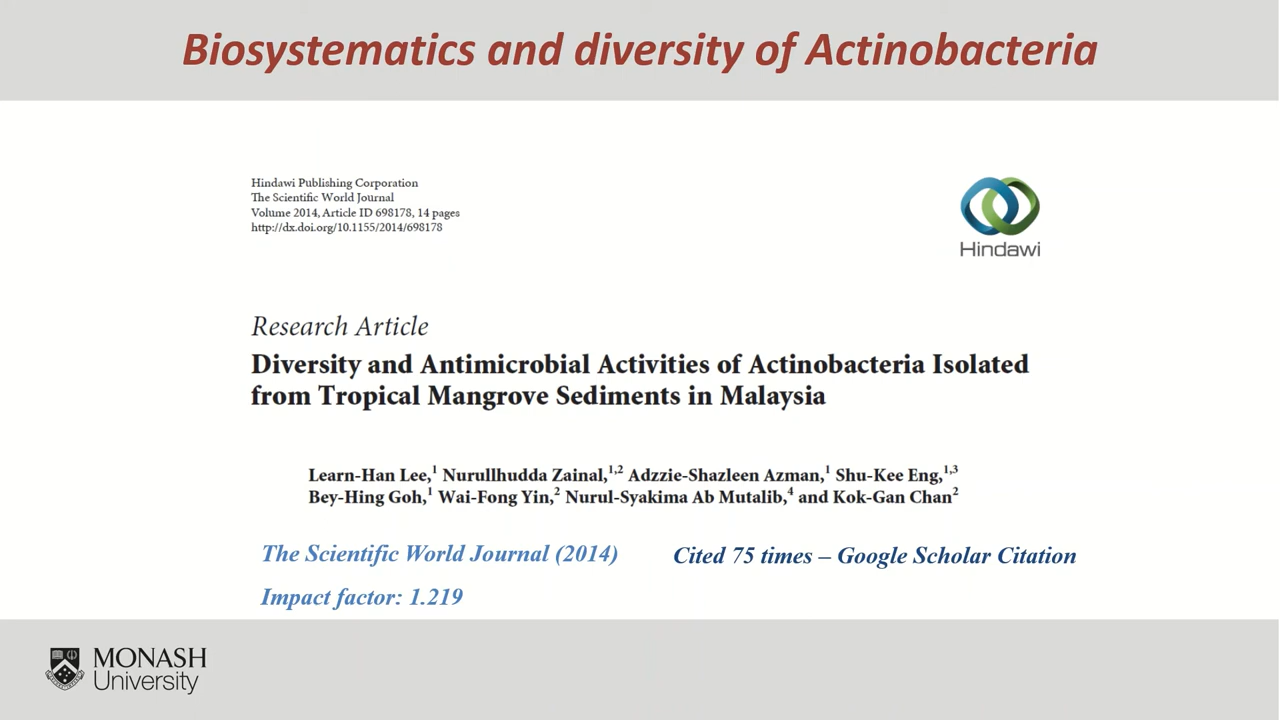 Biosystematics and diversity of Actinobacteria
Hindawi Publishing Corporation
The Scientific World Journal
Volume 2014, Article ID 698178, 14 pages
http://dx.doi.org/10.1155/2014/698178
Hindawi
Research Article
Diversity and Antimicrobial Activities of Actinobacteria Isolated
from Tropical Mangrove Sediments in Malaysia
Learn-Han Lee,1 Nurullhudda Zainal,1,2 Adzzie-Shazleen Azman,1 Shu-Kee Eng,1,3
Bey-Hing Goh,1 Wai-Fong Yin,2 Nurul-Syakima Ab Mutalib,4 and Kok-Gan Chan2
The Scientific World Journal (2014)
Cited 75 times – Google Scholar Citation
Impact factor: 1.219
MONASH
University